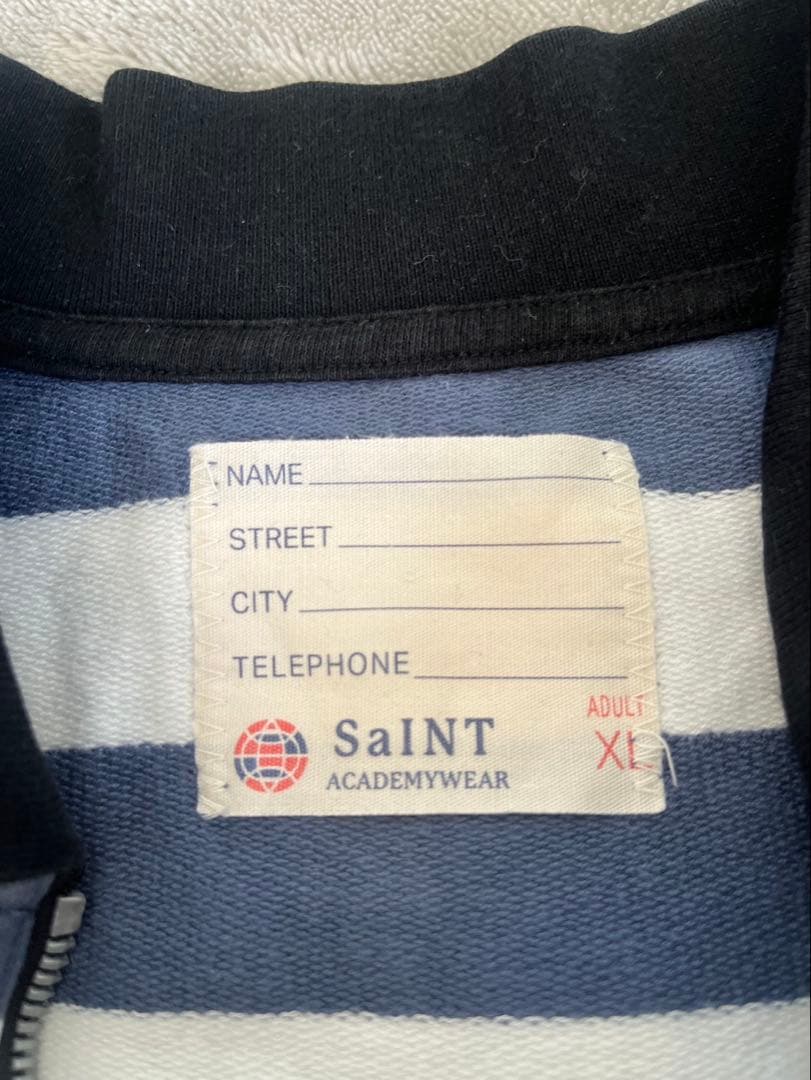 NAME
STREET
CITY
TELEPHONE
SaINT ADULT
ACADEMYWEAR XL